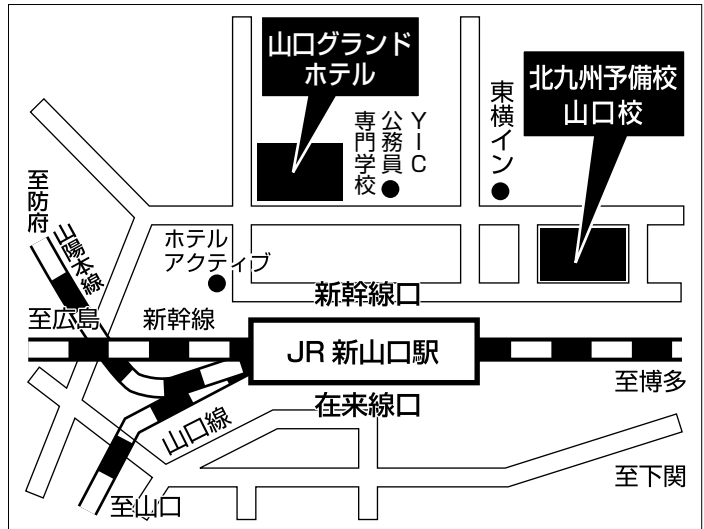 山口グランド
ホテル
北九州予備校
山口校
東横イン
YIC
公務員
専門学校
至防府
山陽本線
ホテル
アクティブ
新幹線口
至広島
新幹線
JR新山口駅
至博多
在来線口
山口線
至下関
至山口